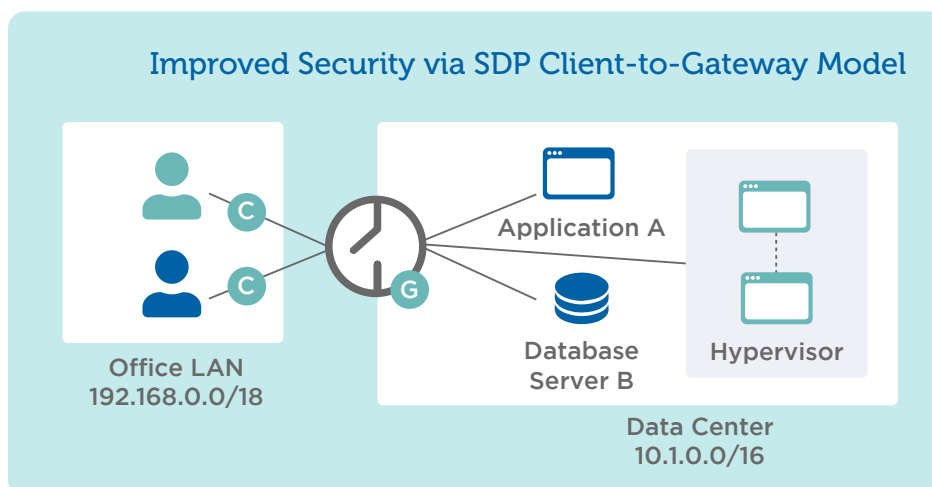 Improved Security via SDP Client-to-Gateway Model
C
C
G
Application A
Database
Server B
Hypervisor
Office LAN
192.168.0.0/18
Data Center
10.1.0.0/16